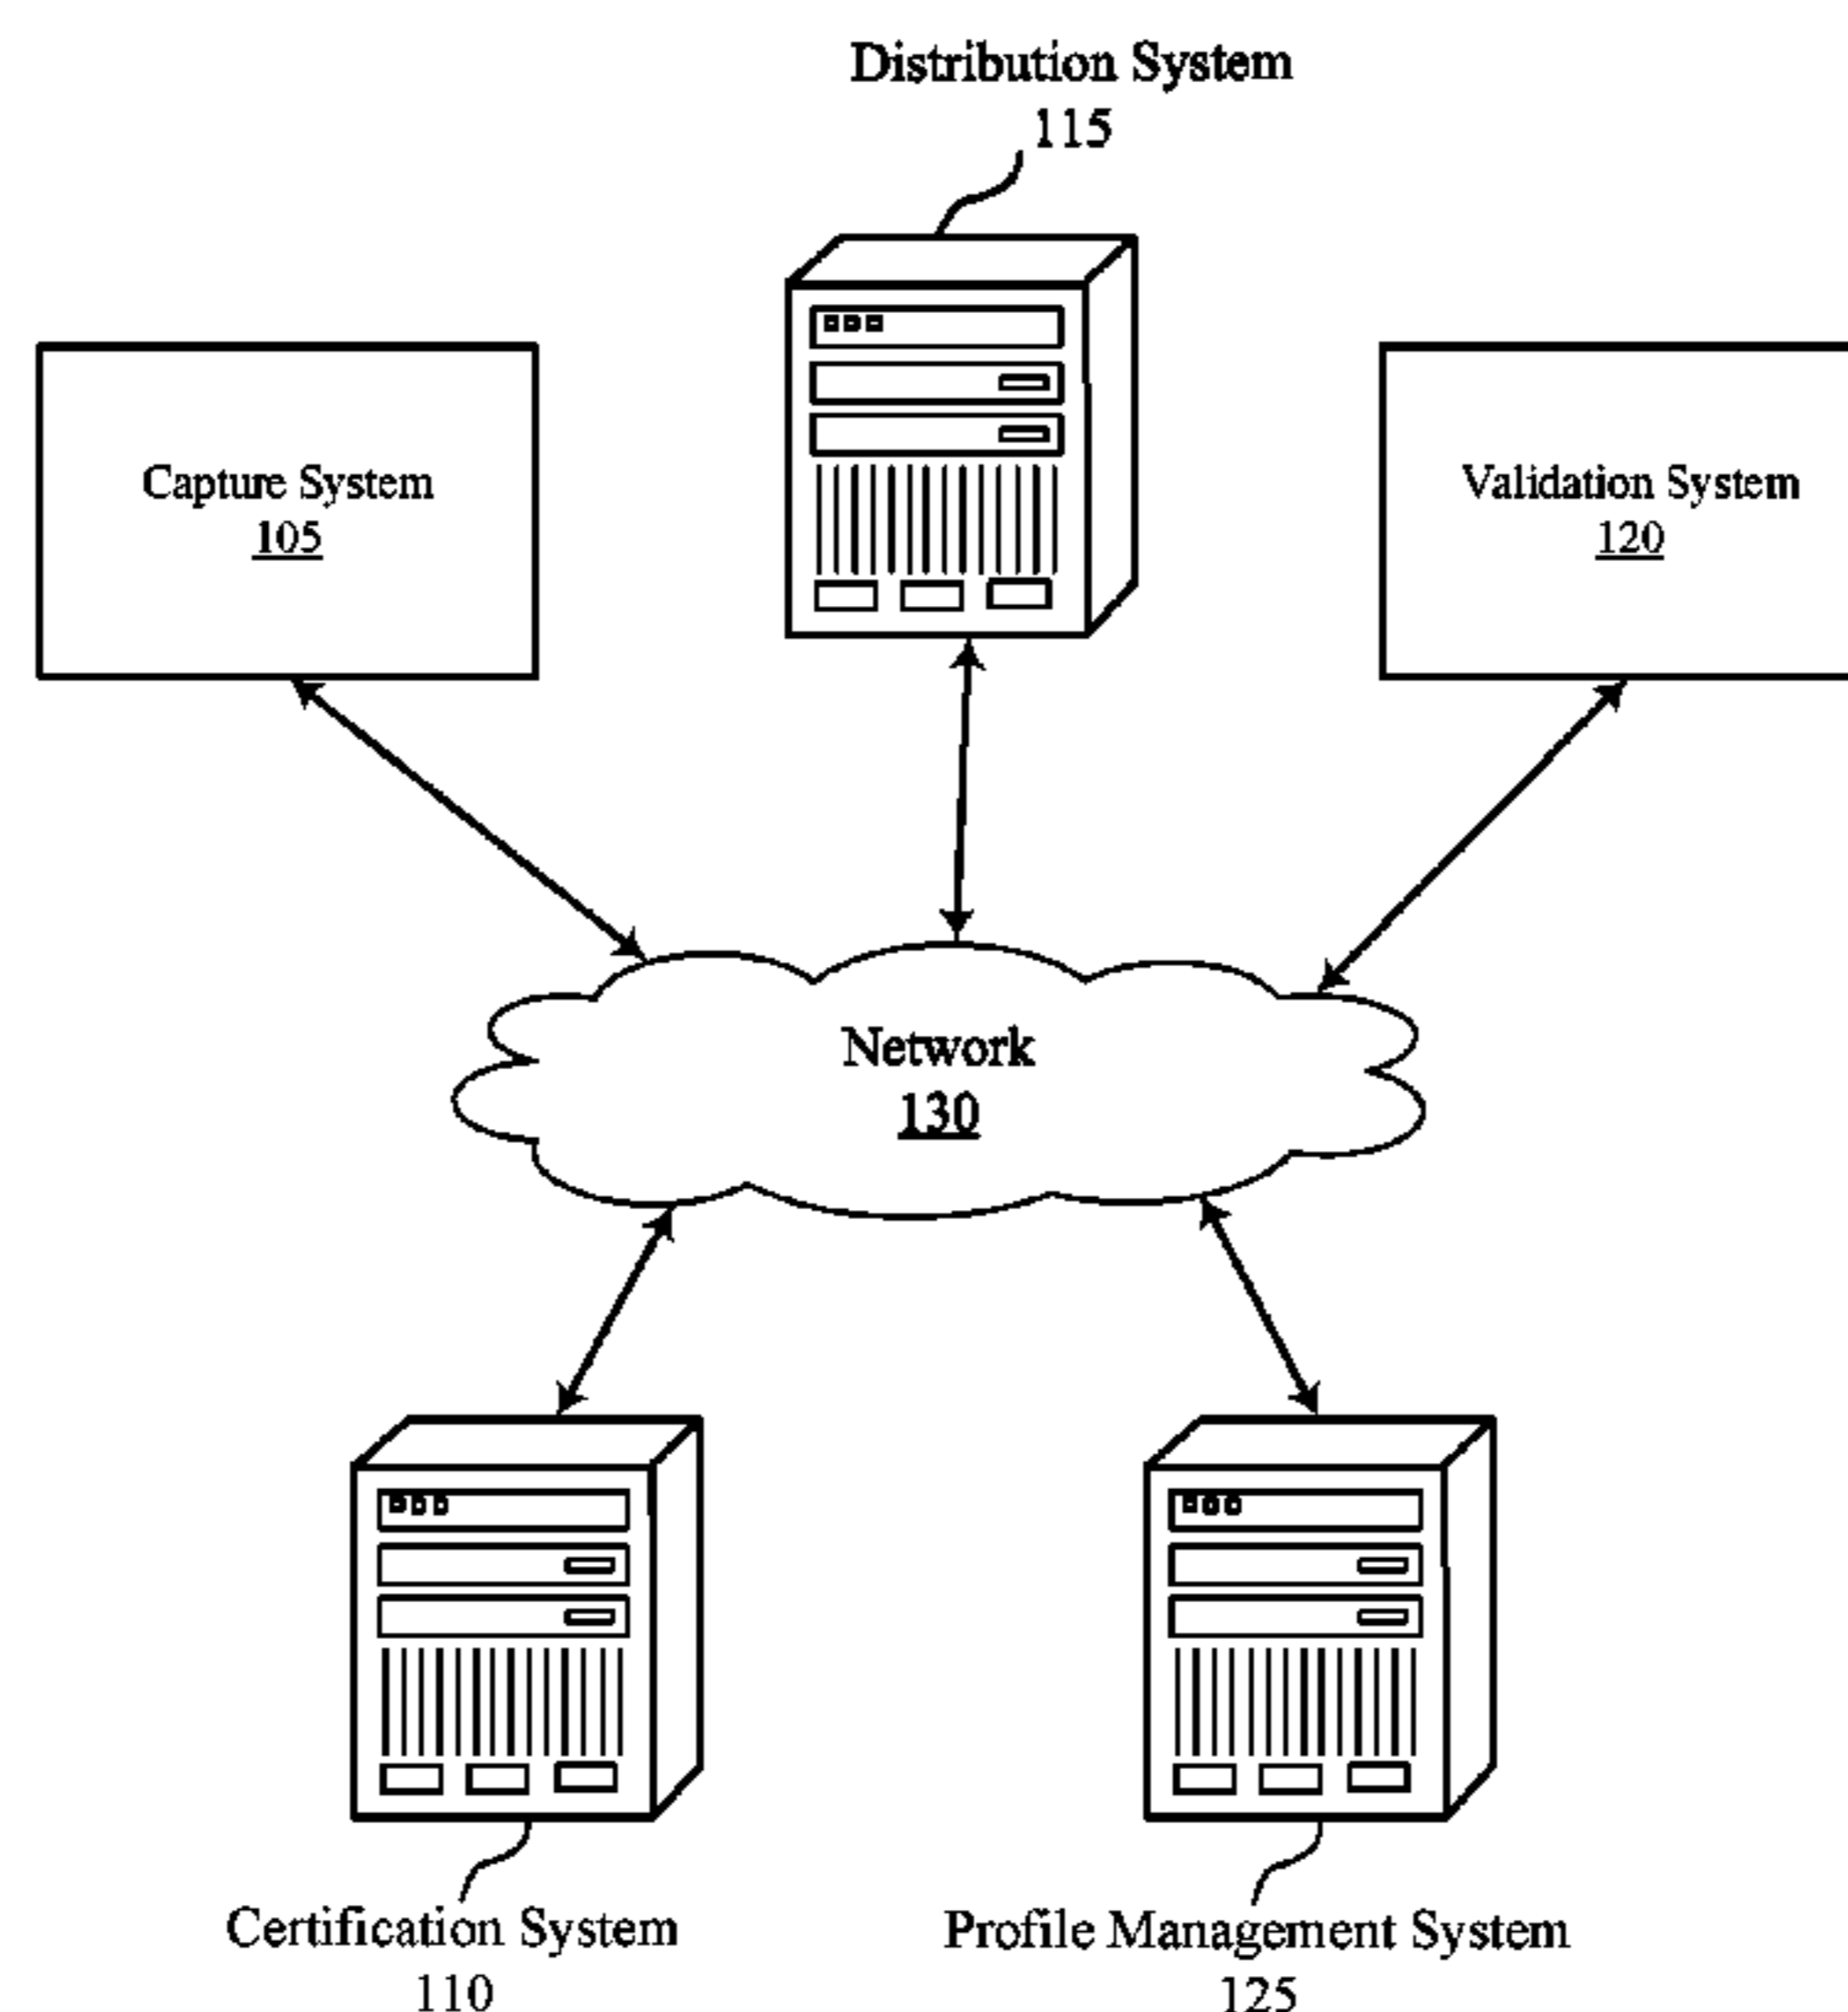 Distribution System
115
Capture System
105
Validation System
120
Network
130
Certification System
110
Profile Management System
125